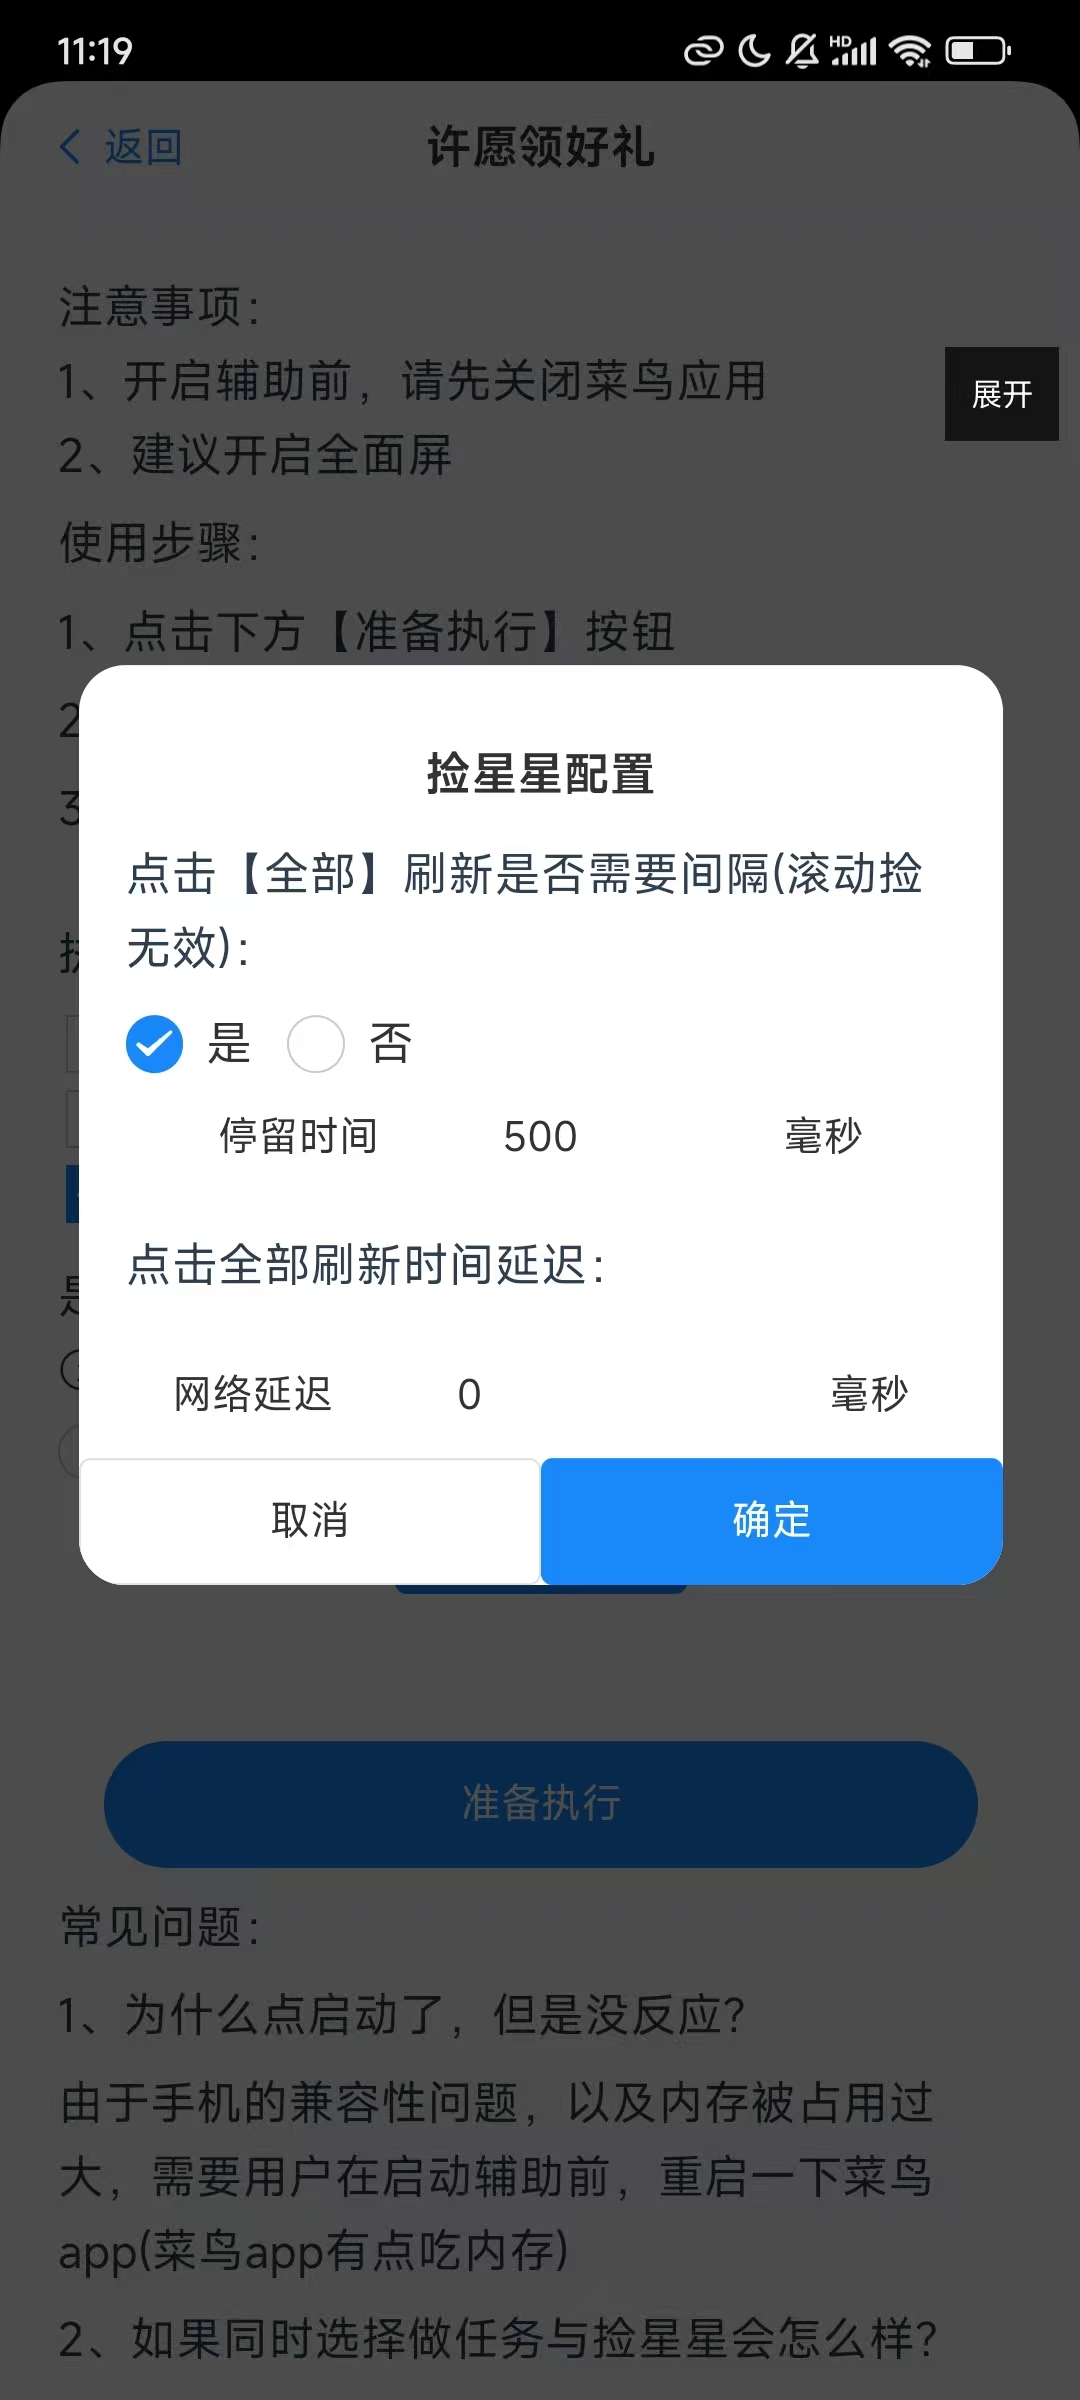 11:19
HD
返回
许愿领好礼
注意事项：
1、开启辅助前，请先关闭菜鸟应用
展开
2、建议开启全面屏
使用步骤：
1、点击下方【准备执行】按钮
2
3
捡星星配置
点击【全部】刷新是否需要间隔(滚动捡
无效)：
是 否
停留时间 500 毫秒
点击全部刷新时间延迟：
网络延迟 0 毫秒
取消 确定
准备执行
常见问题：
1、为什么点启动了，但是没反应?
由于手机的兼容性问题，以及内存被占用过
大，需要用户在启动辅助前，重启一下菜鸟
app(菜鸟app有点吃内存)
2、如果同时选择做任务与捡星星会怎么样?